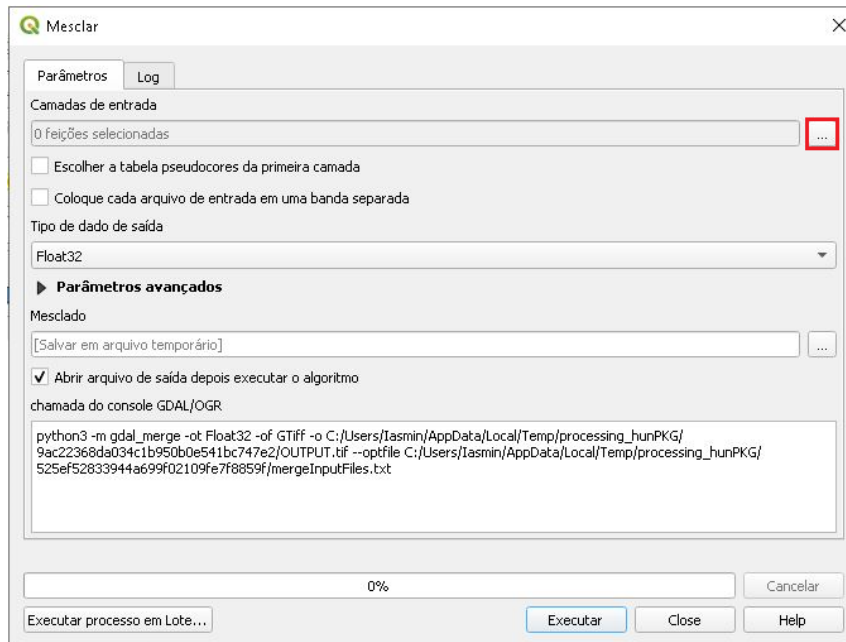 Mesclar
Parâmetros
Log
Camadas de entrada
0 feições selecionadas
...
Escolher a tabela pseudocores da primeira camada
Coloque cada arquivo de entrada em uma banda separada
Tipo de dado de saída
Float32
Parâmetros avançados
Mesclado
[Salvar em arquivo temporário]
...
Abrir arquivo de saída depois executar o algoritmo
chamada do console GDAL/OGR
python3 -m gdal_merge -ot Float32 -of GTiff -o C:/Users/Iasmin/AppData/Local/Temp/processing_hunPKG/
9ac22368da034c1b950b0e541bc747e2/OUTPUT.tif --optfile C:/Users/Iasmin/AppData/Local/Temp/processing_hunPKG/
525ef52833944a699f02109fe7f8859f/mergeInputFiles.txt
0%
Cancelar
Executar processo em Lote...
Executar
Close
Help